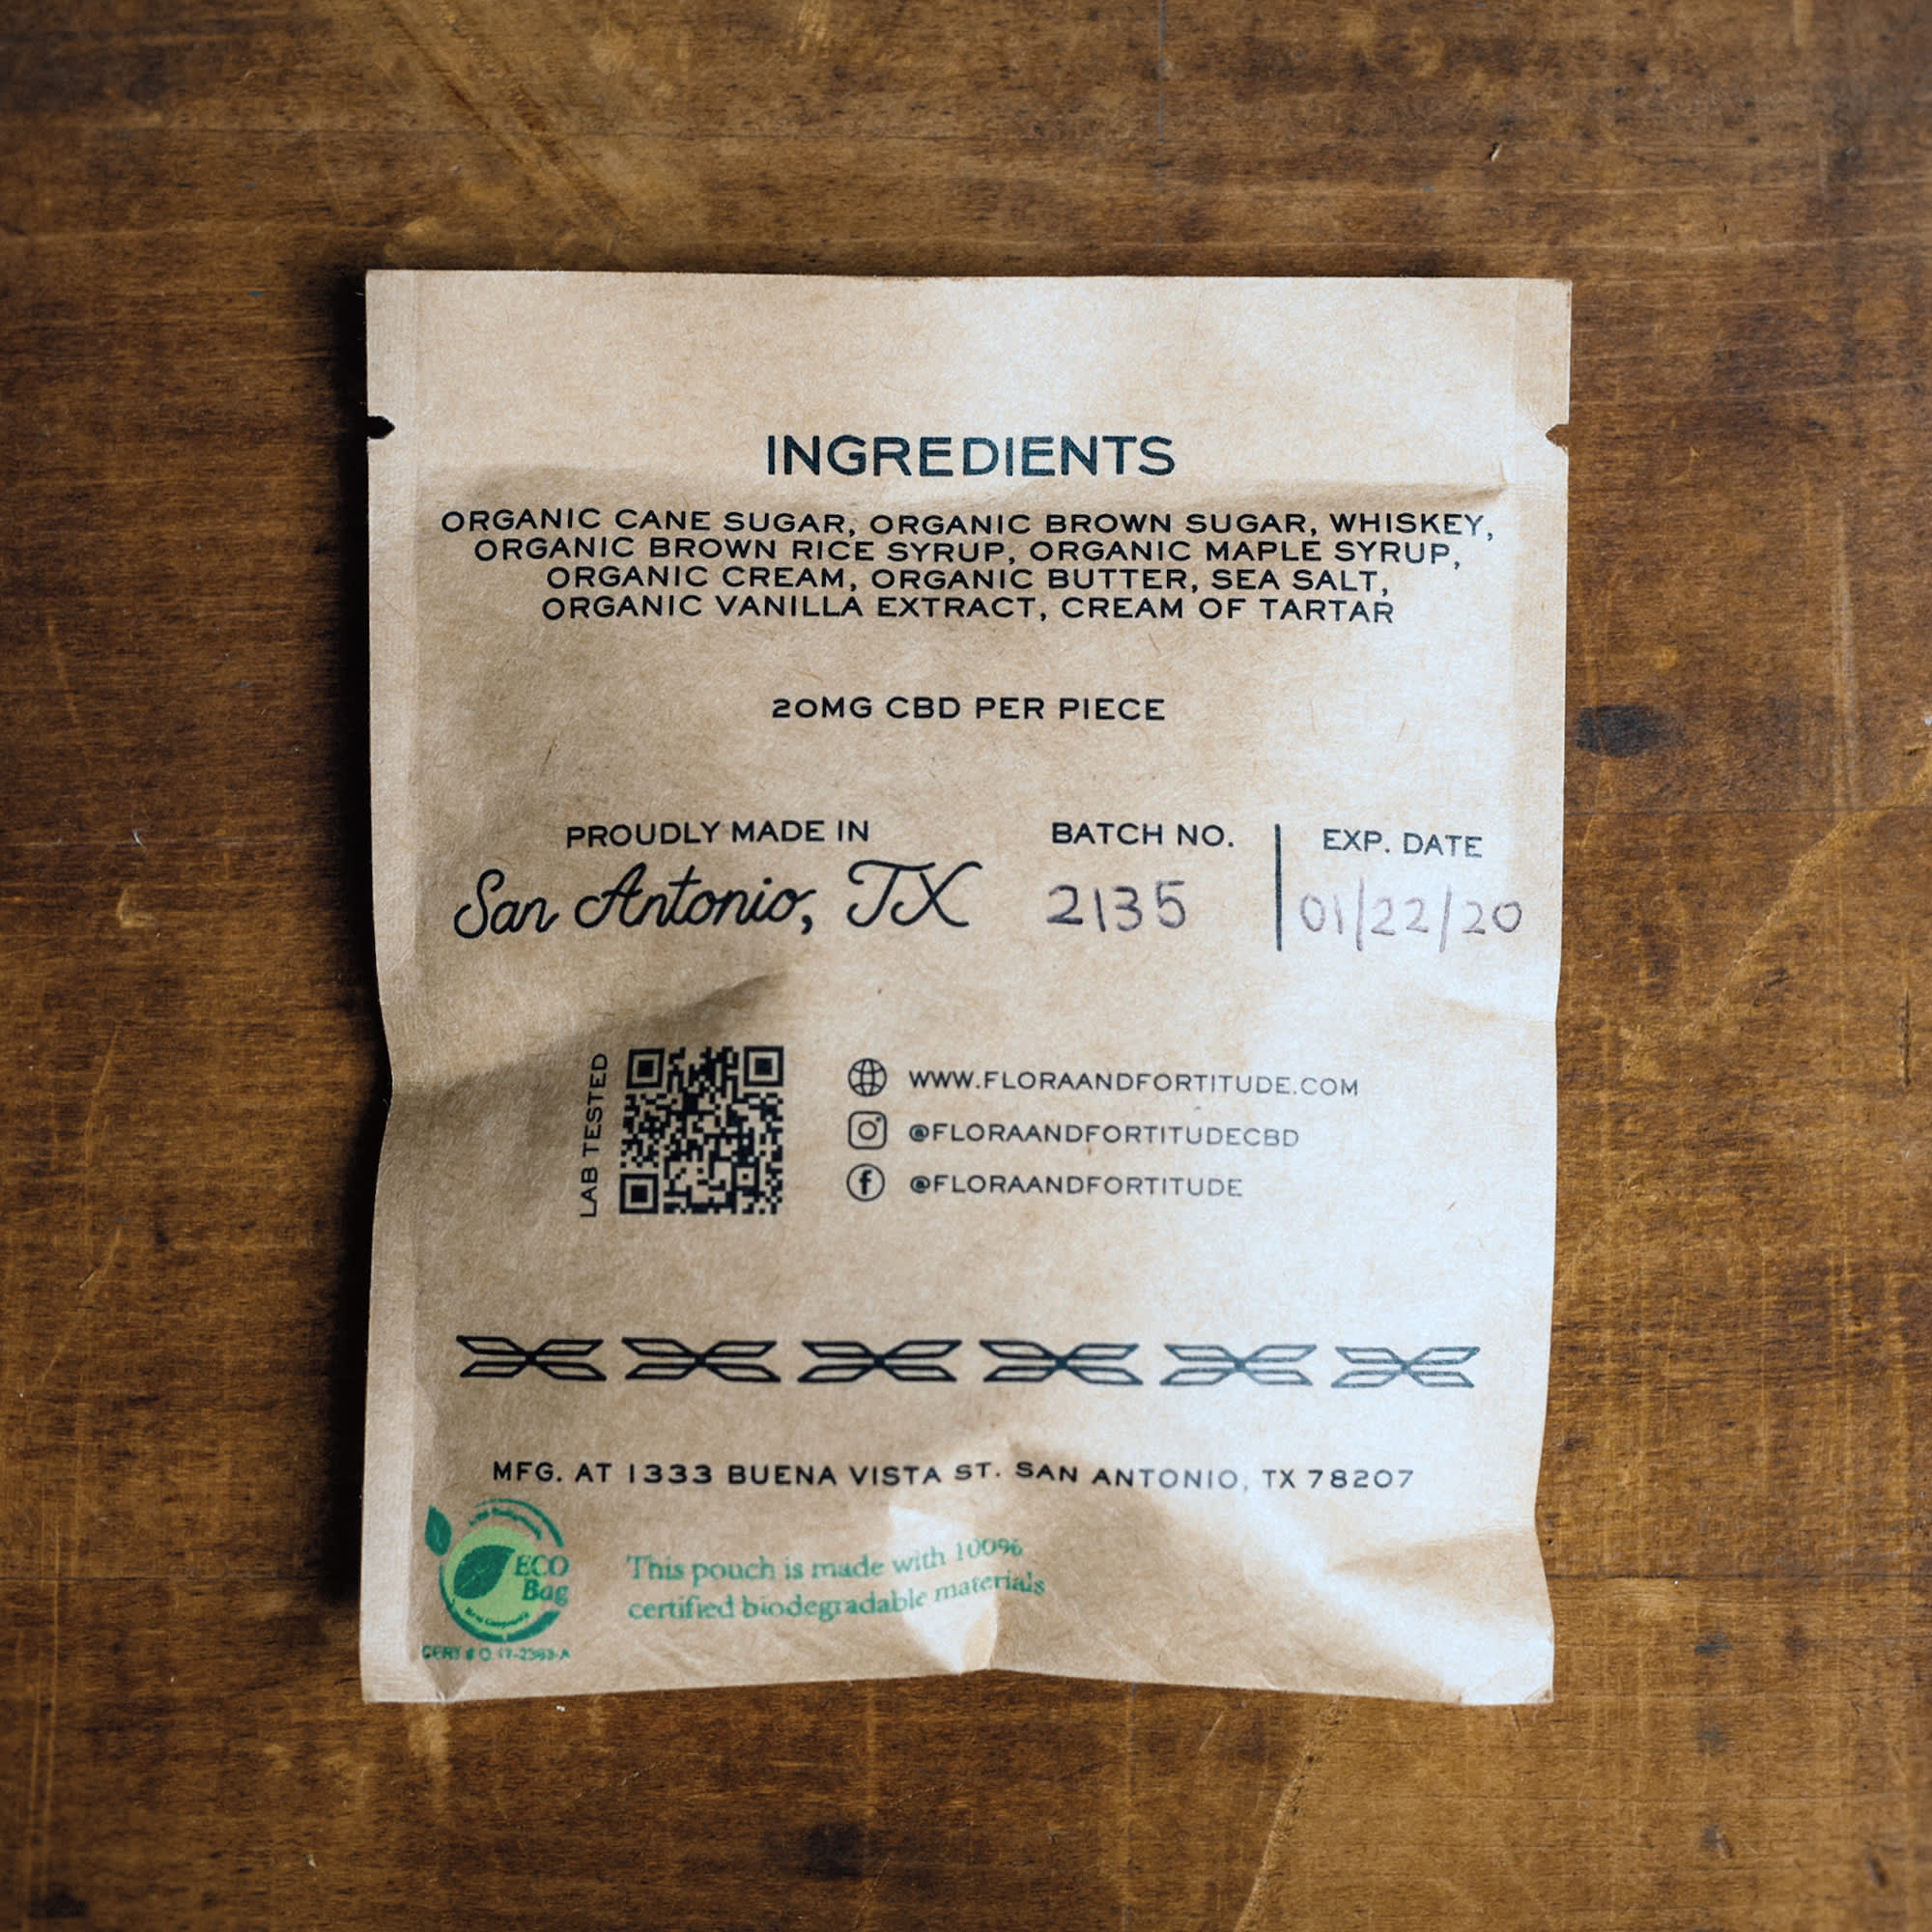 INGREDIENTS
ORGANIC CANE SUGAR, ORGANIC BROWN SUGAR, WHISKEY,
ORGANIC BROWN RICE SYRUP, ORGANIC MAPLE SYRUP,
ORGANIC CREAM, ORGANIC BUTTER, SEA SALT,
ORGANIC VANILLA EXTRACT, CREAM OF TARTAR
20MG CBD PER PIECE
PROUDLY MADE IN
San Antonio, TX
BATCH NO.
2135
EXP. DATE
01/22/20
LAB TESTED
WWW.FLORAANDFORTITUDE.COM
@FLORAANDFORTITUDECBD
@FLORAANDFORTITUDE
MFG. AT 1333 BUENA VISTA ST. SAN ANTONIO, TX 78207
ECO
Bag
This pouch is made with 100%
certified biodegradable materials